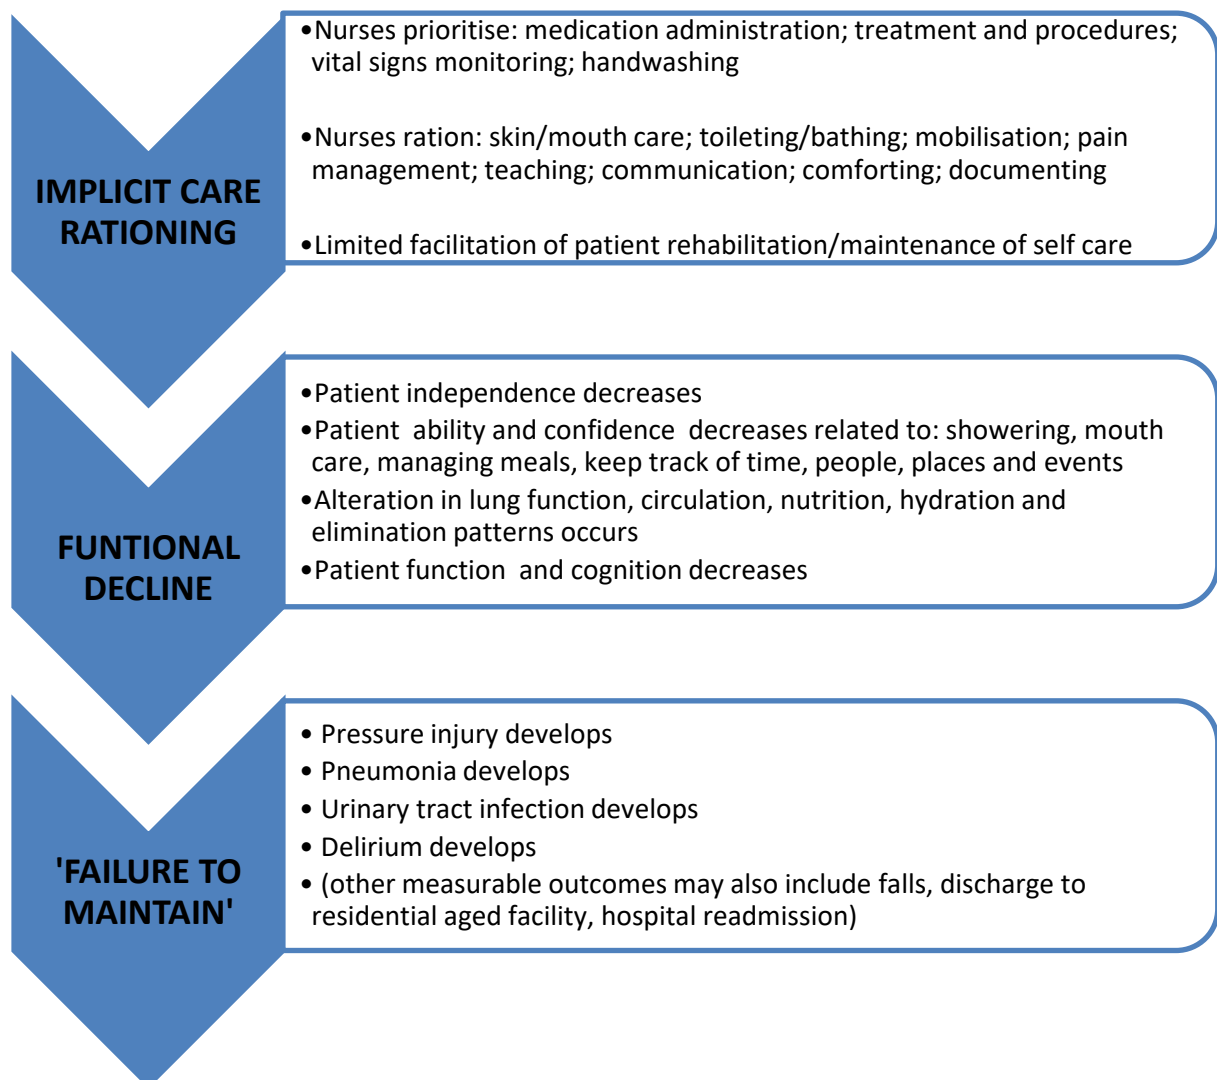 IMPLICIT CARE
RATIONING
•Nurses prioritise: medication administration; treatment and procedures;
vital signs monitoring; handwashing
•Nurses ration: skin/mouth care; toileting/bathing; mobilisation; pain
management; teaching; communication; comforting; documenting
•Limited facilitation of patient rehabilitation/maintenance of self care
FUNTIONAL
DECLINE
•Patient independence decreases
•Patient  ability and confidence  decreases related to: showering, mouth
care, managing meals, keep track of time, people, places and events
•Alteration in lung function, circulation, nutrition, hydration and
elimination patterns occurs
•Patient function  and cognition decreases
'FAILURE TO
MAINTAIN'
• Pressure injury develops
• Pneumonia develops
• Urinary tract infection develops
• Delirium develops
• (other measurable outcomes may also include falls, discharge to
residential aged facility, hospital readmission)